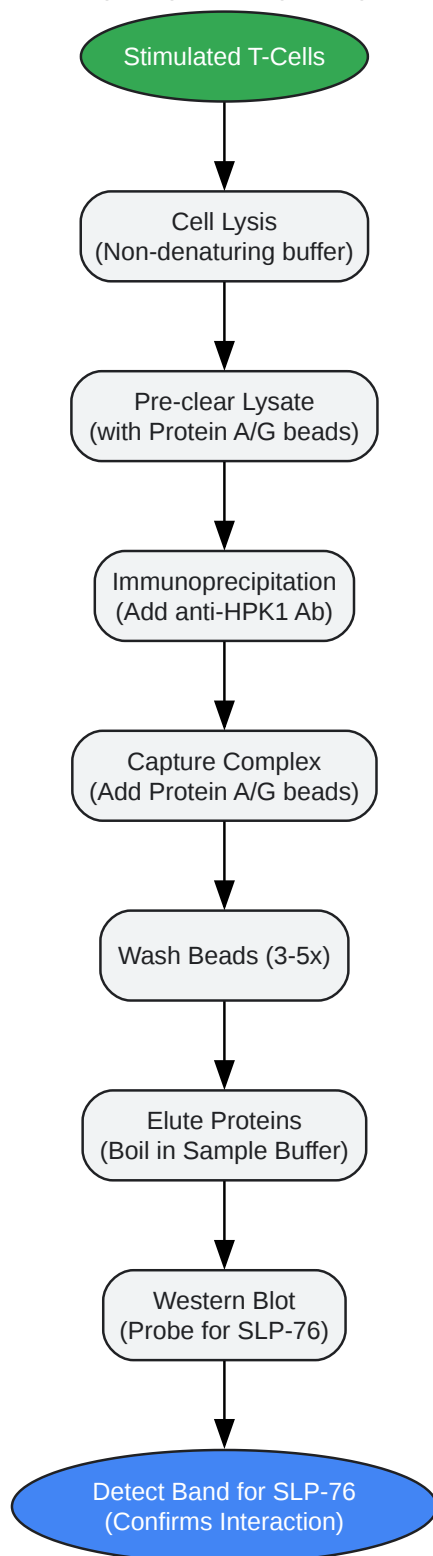 Stimulated T-Cells
Cell Lysis
(Non-denaturing buffer)
Pre-clear Lysate
(with Protein A/G beads)
Immunoprecipitation
(Add anti-HPK1 Ab)
Capture Complex
(Add Protein A/G beads)
Wash Beads (3-5x)
Elute Proteins
(Boil in Sample Buffer)
Western Blot
(Probe for SLP-76)
Detect Band for SLP-76
(Confirms Interaction)